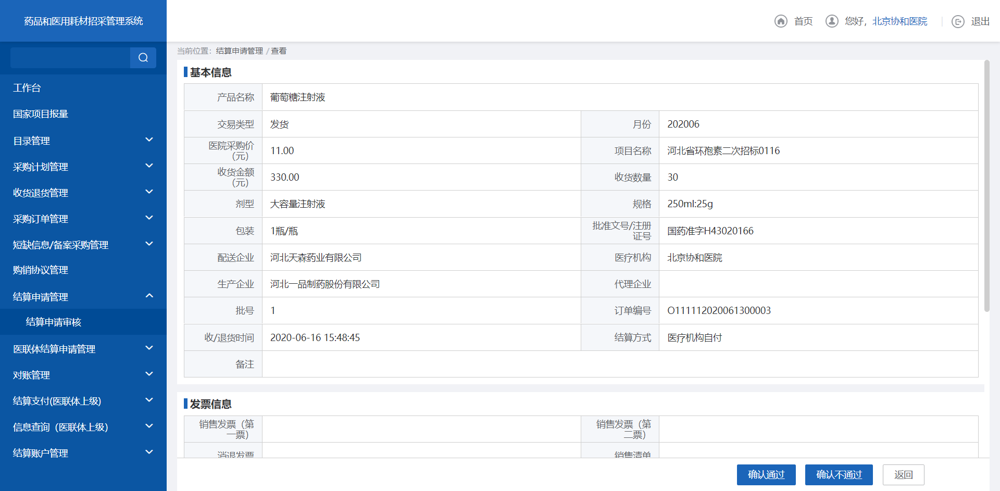 药品和医用耗材招采管理系统
首页
您好，北京协和医院
退出
当前位置：结算申请管理 / 查看
工作台
国家项目报量
目录管理
采购计划管理
收货退货管理
采购订单管理
短缺信息/备案采购管理
购销协议管理
结算申请管理
结算申请审核
医联体结算申请管理
对账管理
结算支付(医联体上级)
信息查询（医联体上级）
结算账户管理
基本信息
产品名称 葡萄糖注射液
交易类型 发货 月份 202006
医院采购价
（元） 11.00 项目名称 河北省环孢素二次招标0116
收货金额
（元） 330.00 收货数量 30
剂型 大容量注射液 规格 250ml:25g
包装 1瓶/瓶 批准文号/注册
证号 国药准字H43020166
配送企业 河北天森药业有限公司 医疗机构 北京协和医院
生产企业 河北一品制药股份有限公司 代理企业
批号 1 订单编号 O111112020061300003
收/退货时间 2020-06-16 15:48:45 结算方式 医疗机构自付
备注
发票信息
销售发票（第
一票） 销售发票（第
二票）
消退发票 销售清单
确认通过 确认不通过 返回